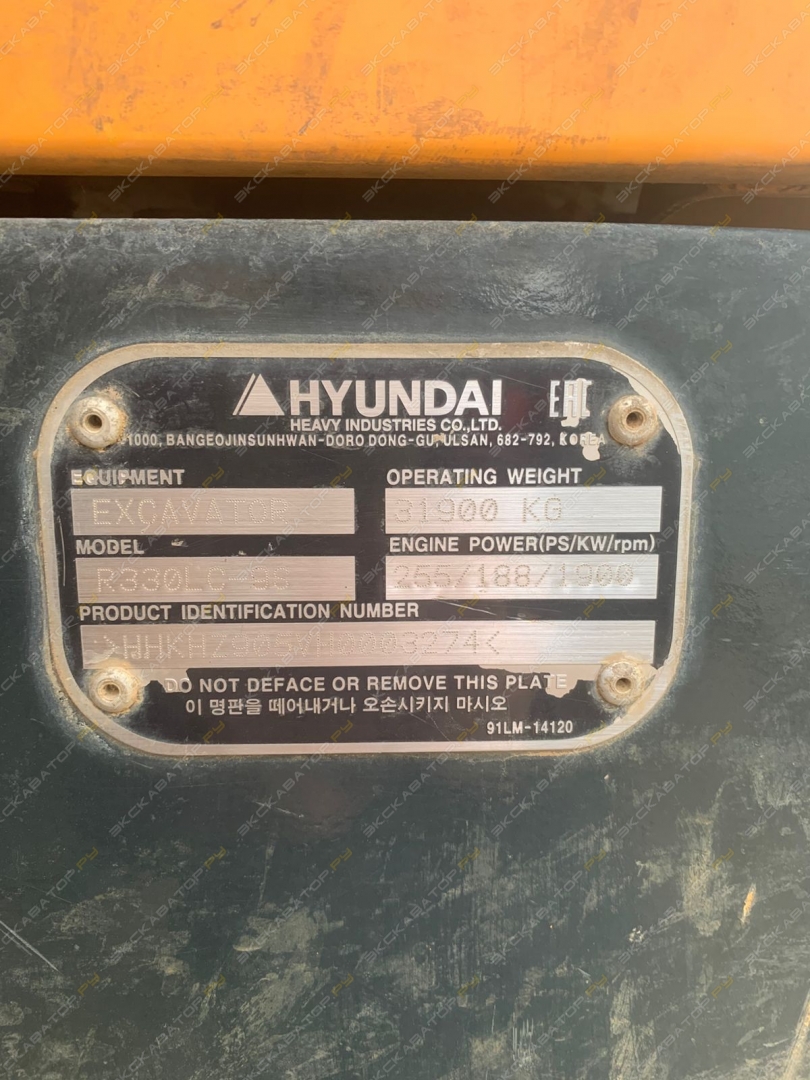 HYUNDAI
EAC
HEAVY INDUSTRIES CO.,LTD.
1000, BANGEOJINSUNHWAN-DORO DONG-GU, ULSAN, 682-792, KOREA
EQUIPMENT
OPERATING WEIGHT
EXCAVATOR
31900 KG
MODEL
ENGINE POWER(PS/KW/rpm)
R330LC-9S
255/188/1900
PRODUCT IDENTIFICATION NUMBER
DO NOT DEFACE OR REMOVE THIS PLATE
이 명판을 떼어내거나 오손시키지 마시오
91LM-14120
ЭКСКАВАТОР.РУ